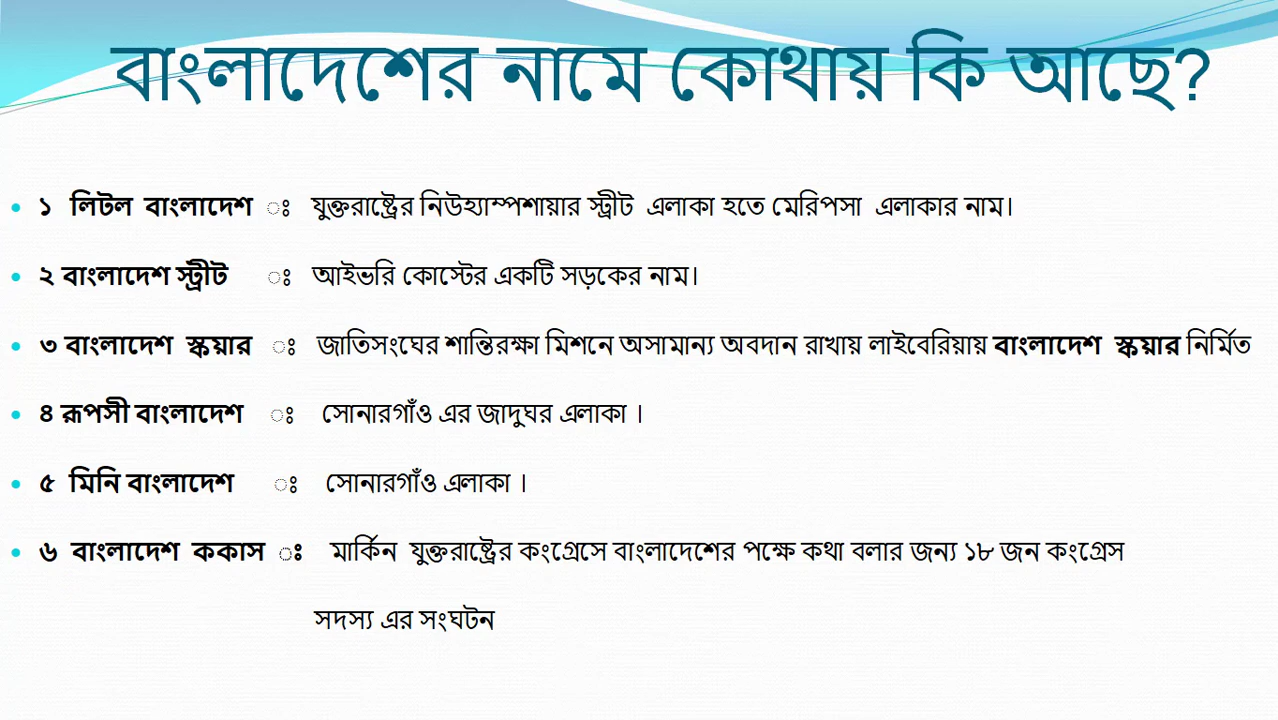 বাংলাদেশের নামে কোথায় কি আছে?
১ লিটল বাংলাদেশ ঃ যুক্তরাষ্ট্রের নিউহ্যাম্পশায়ার স্ট্রীট এলাকা হতে মেরিপসা এলাকার নাম।
২ বাংলাদেশ স্ট্রীট ঃ আইভরি কোস্টের একটি সড়কের নাম।
৩ বাংলাদেশ স্কয়ার ঃ জাতিসংঘের শান্তিরক্ষা মিশনে অসামান্য অবদান রাখায় লাইবেরিয়ায় বাংলাদেশ স্কয়ার নির্মিত
৪ রূপসী বাংলাদেশ ঃ সোনারগাঁও এর জাদুঘর এলাকা ।
৫ মিনি বাংলাদেশ ঃ সোনারগাঁও এলাকা ।
৬ বাংলাদেশ ককাস ঃ মার্কিন যুক্তরাষ্ট্রের কংগ্রেসে বাংলাদেশের পক্ষে কথা বলার জন্য ১৮ জন কংগ্রেস
সদস্য এর সংঘটন